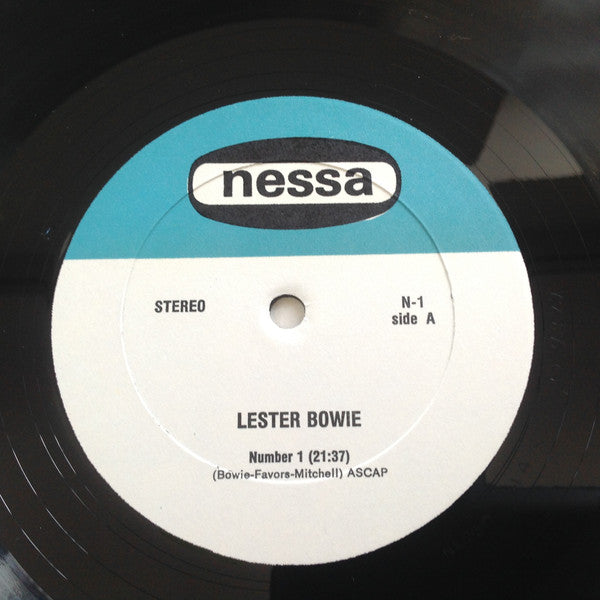 nessa
STEREO
N-1
side A
LESTER BOWIE
Number 1 (21:37)
(Bowie-Favors-Mitchell) ASCAP